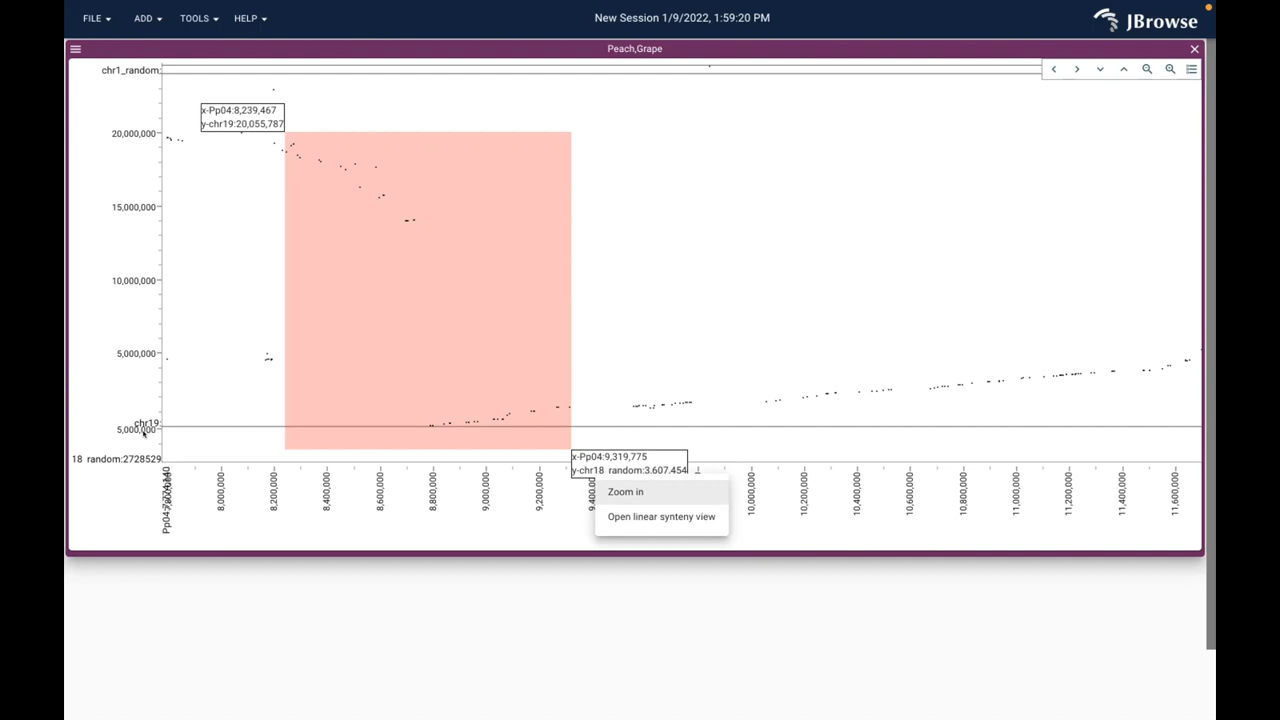 FILE ADD TOOLS HELP
New Session 1/9/2022, 1:59:20 PM
JBrowse
Peach,Grape
chr1_random:
x-Pp04:8,239,467
y-chr19:20,055,787
20,000,000
15,000,000
10,000,000
5,000,000
chr19:
5,000,000
18_random:2728529
x-Pp04:9,319,775
y-chr18_random:3,607,454
8,000,000
8,200,000
8,400,000
8,600,000
8,800,000
9,000,000
9,200,000
10,000,000
10,200,000
10,400,000
10,600,000
10,800,000
11,000,000
11,200,000
11,400,000
11,600,000
Zoom in
Open linear synteny view